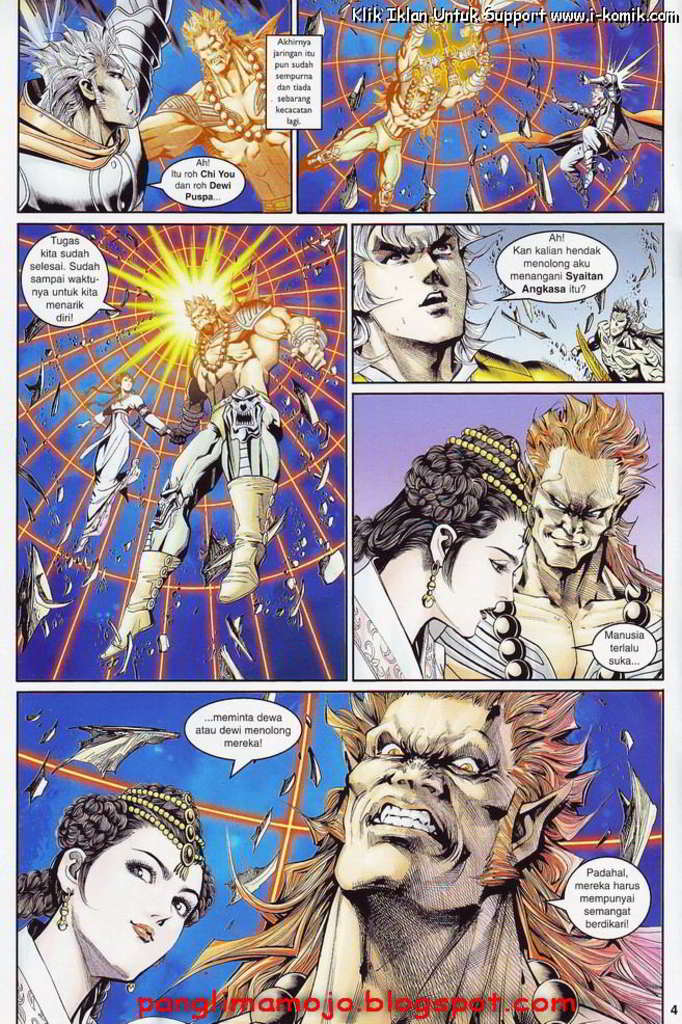 Klik Iklan Untuk Support www.i-komik.com
Akhirnya
jaringan itu
pun sudah
sempurna
dan tiada
sebarang
kecacatan
lagi.
Ah!
Itu roh Chi You
dan roh Dewi
Puspa...
Tugas
kita sudah
selesai. Sudah
sampai waktu-
nya untuk kita
menarik
diri!
Ah!
Kan kalian hendak
menolong aku
menangani Syaitan
Angkasa itu?
Manusia
terlalu
suka...
...meminta dewa
atau dewi menolong
mereka!
Padahal,
mereka harus
mempunyai
semangat
berdikari!
panglimamojo.blogspot.com
4